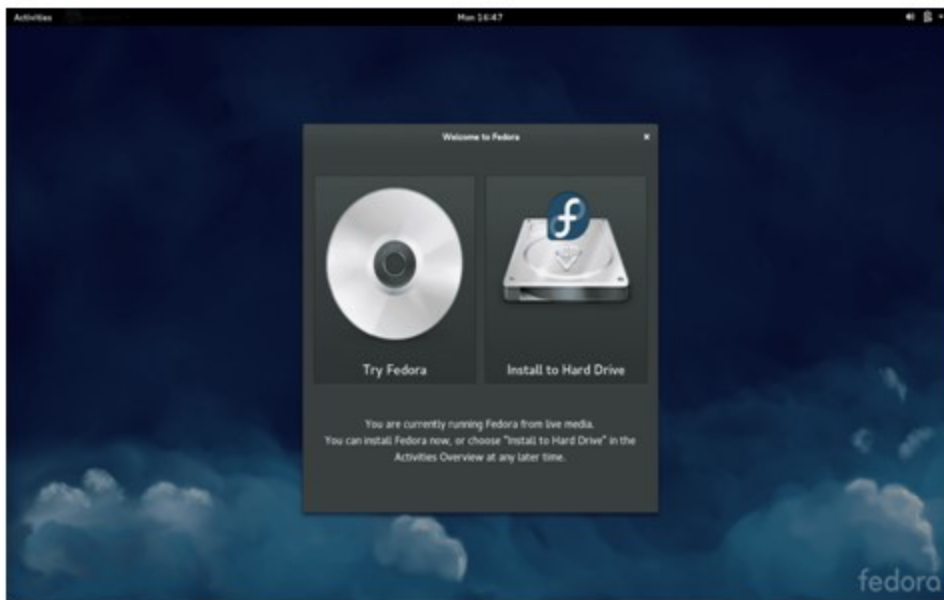 Activities
Mon 16:47
Welcome to Fedora
Try Fedora
Install to Hard Drive
You are currently running Fedora from live media.
You can install Fedora now, or choose "Install to Hard Drive" in the
Activities Overview at any later time.
fedora